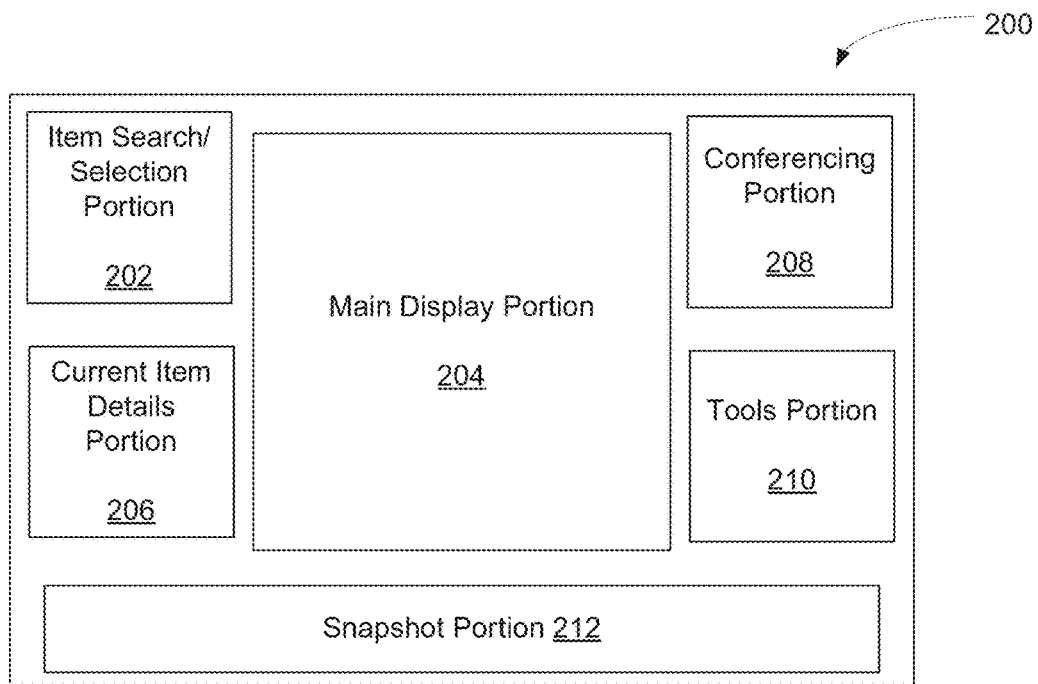 200
Item Search/
Selection
Portion
202
Main Display Portion
204
Conferencing
Portion
208
Current Item
Details
Portion
206
Tools Portion
210
Snapshot Portion 212